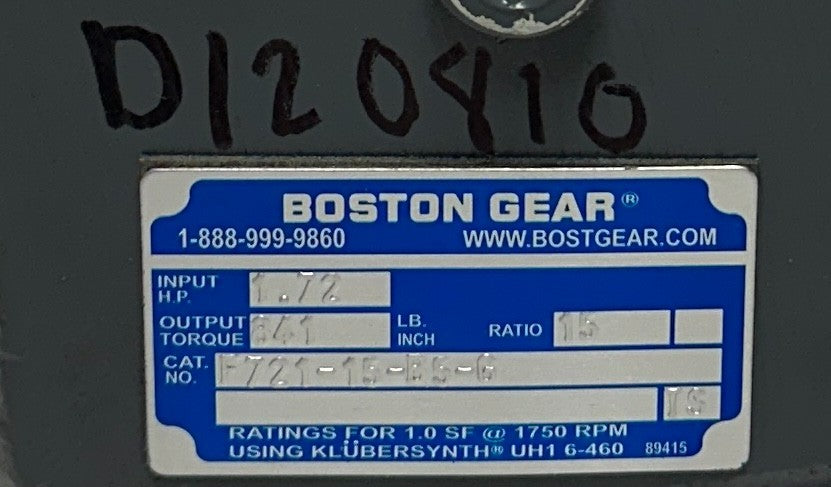 D120810
BOSTON GEAR®
1-888-999-9860 WWW.BOSTGEAR.COM
INPUT H.P. 1.72
OUTPUT TORQUE 841 LB. INCH RATIO 15
CAT. NO. F721-15-B5-G
RATINGS FOR 1.0 SF @ 1750 RPM
USING KLÜBERSYNTH® UH1 6-460 89415